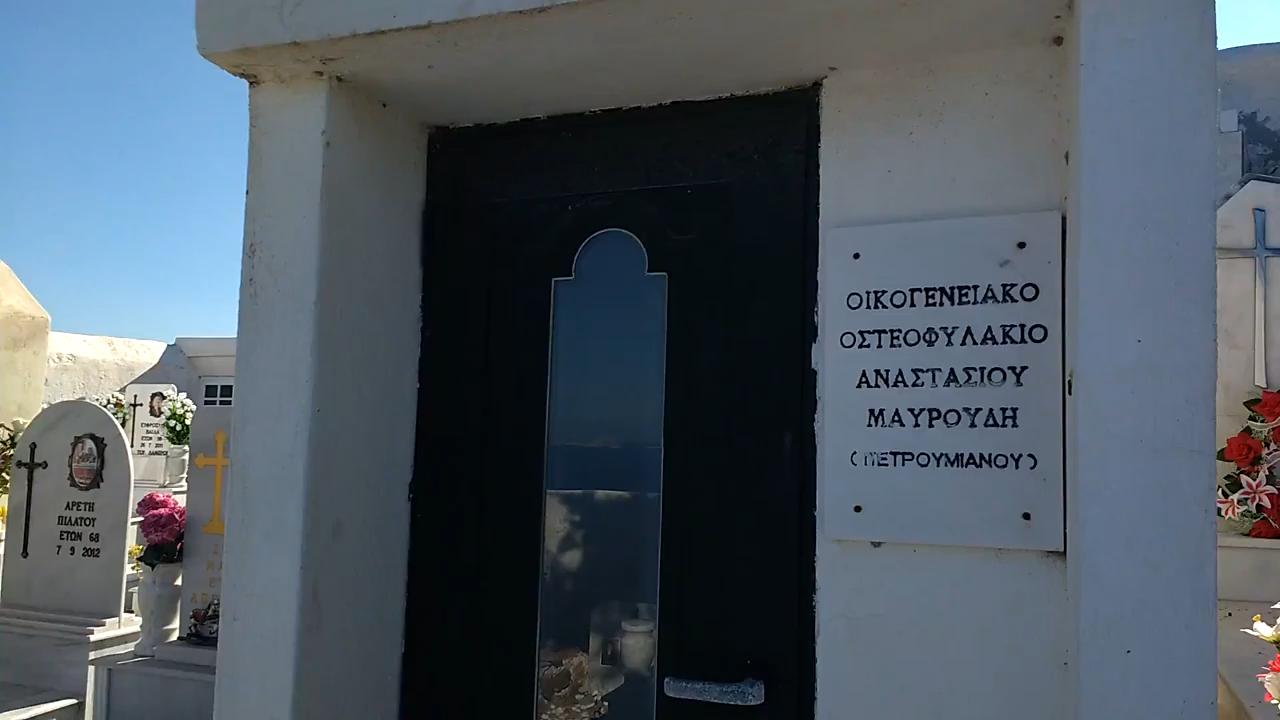 ΟΙΚΟΓΕΝΕΙΑΚΟ
ΟΣΤΕΟΦΥΛΑΚΙΟ
ΑΝΑΣΤΑΣΙΟΥ
ΜΑΥΡΟΥΔΗ
(ΠΕΤΡΟΥΜΙΑΝΟΥ)
ΑΡΕΤΗ
ΠΙΛΑΤΟΥ
ΕΤΩΝ 68
7 9 2012